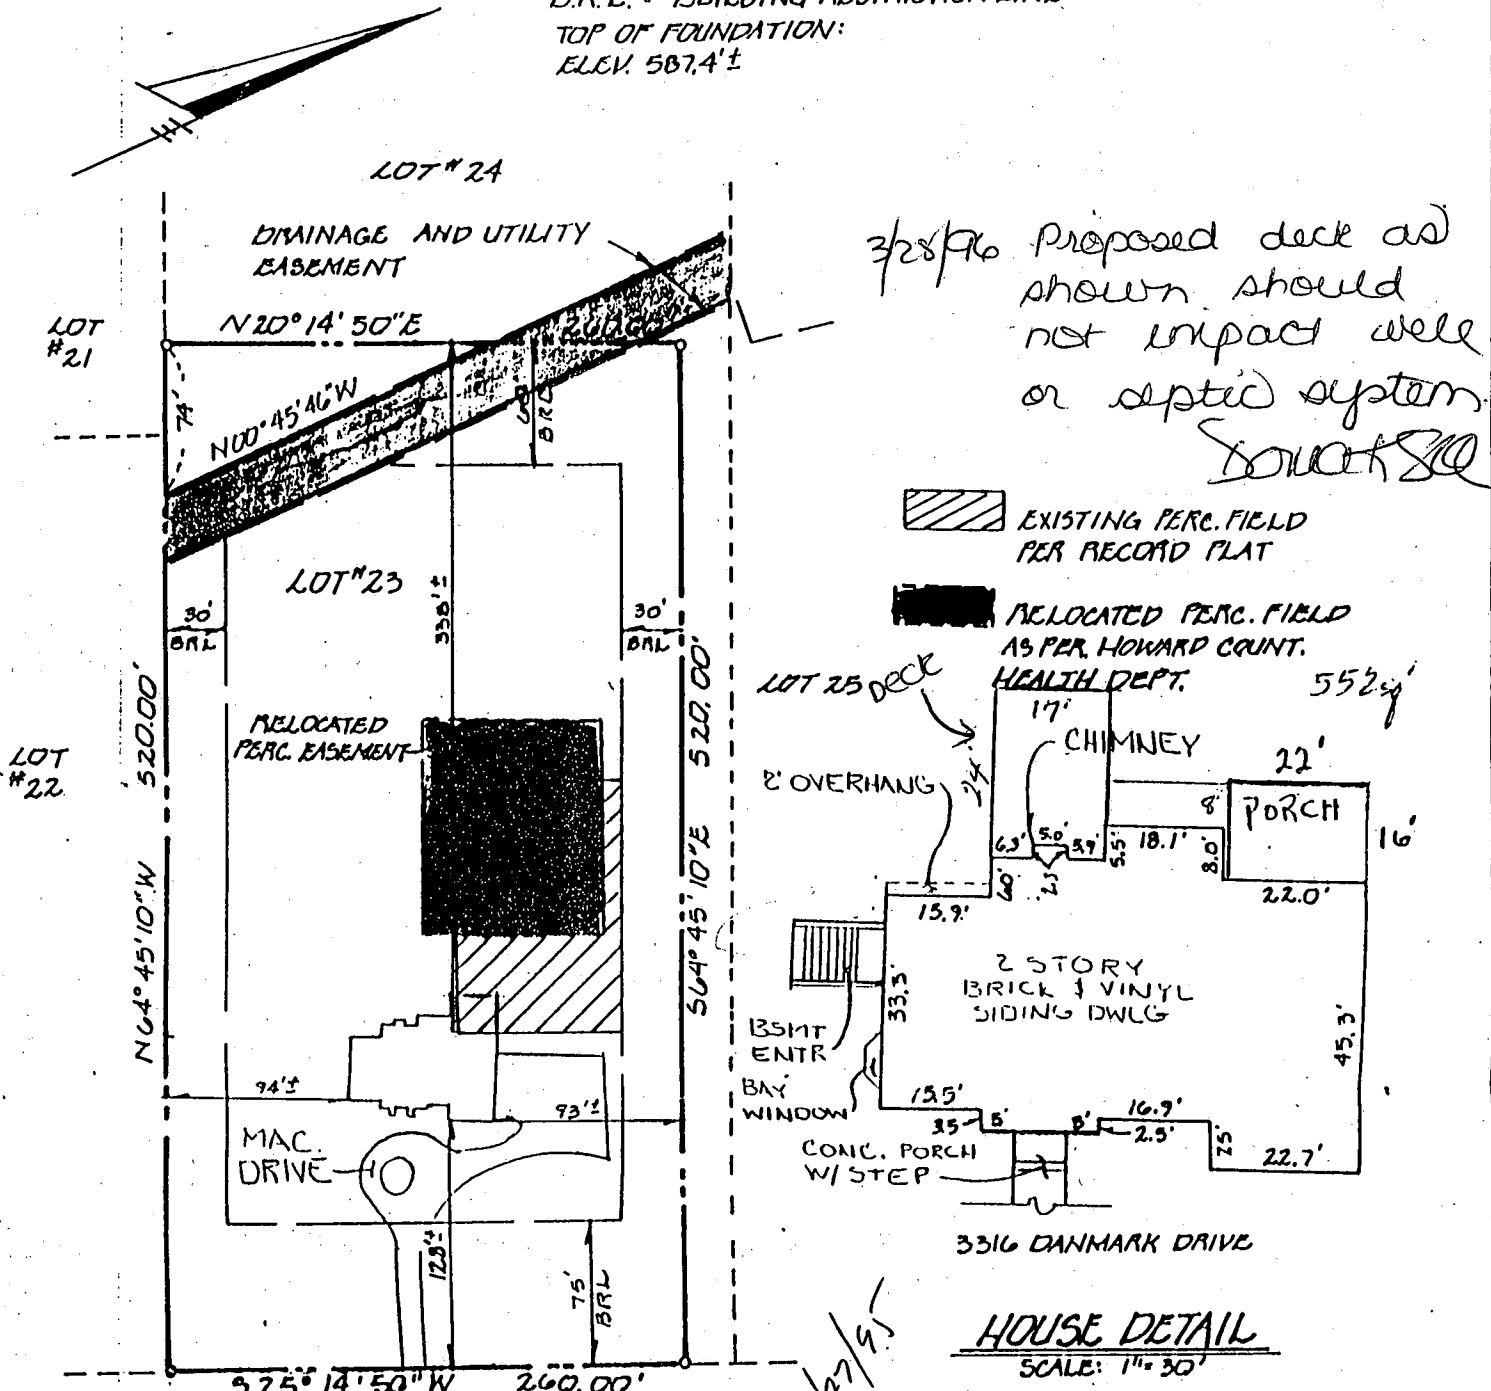 TOP OF FOUNDATION:
ELEV. 587.4'±
LOT #24
DRAINAGE AND UTILITY
EASEMENT
LOT
#21
N20° 14' 50"E
74'
N00° 45' 46"W
BRL
3/28/96 Proposed deck as
shown should
not impact well
or septic system.
EXISTING PERC. FIELD
PER RECORD PLAT
RELOCATED PERC. FIELD
AS PER HOWARD COUNT.
HEALTH DEPT.
LOT #23
30'
BRL
338'±
30'
BRL
520.00'
N64° 45' 10"W
520.00'
S64° 45' 10"E
LOT
#22
RELOCATED
PERC. EASEMENT
94'±
93'±
MAC.
DRIVE
128'±
75'
BRL
14' 50" W 260.00'
LOT 25
DECK
552 sq'
17'
24'
CHIMNEY
2' OVERHANG
22'
8'
PORCH
16'
6.3'
5.0'
3.9'
5.5'
18.1'
8.0'
22.0'
6.0'
2.3'
15.9'
2 STORY
BRICK & VINYL
SIDING DWLG
33.3'
45.3'
BSMT
ENTR
BAY
WINDOW
15.5'
3.5'
5'
16.9'
2.5'
22.7'
CONC. PORCH
W/ STEP
3316 DANMARK DRIVE
HOUSE DETAIL
SCALE: 1"=30'